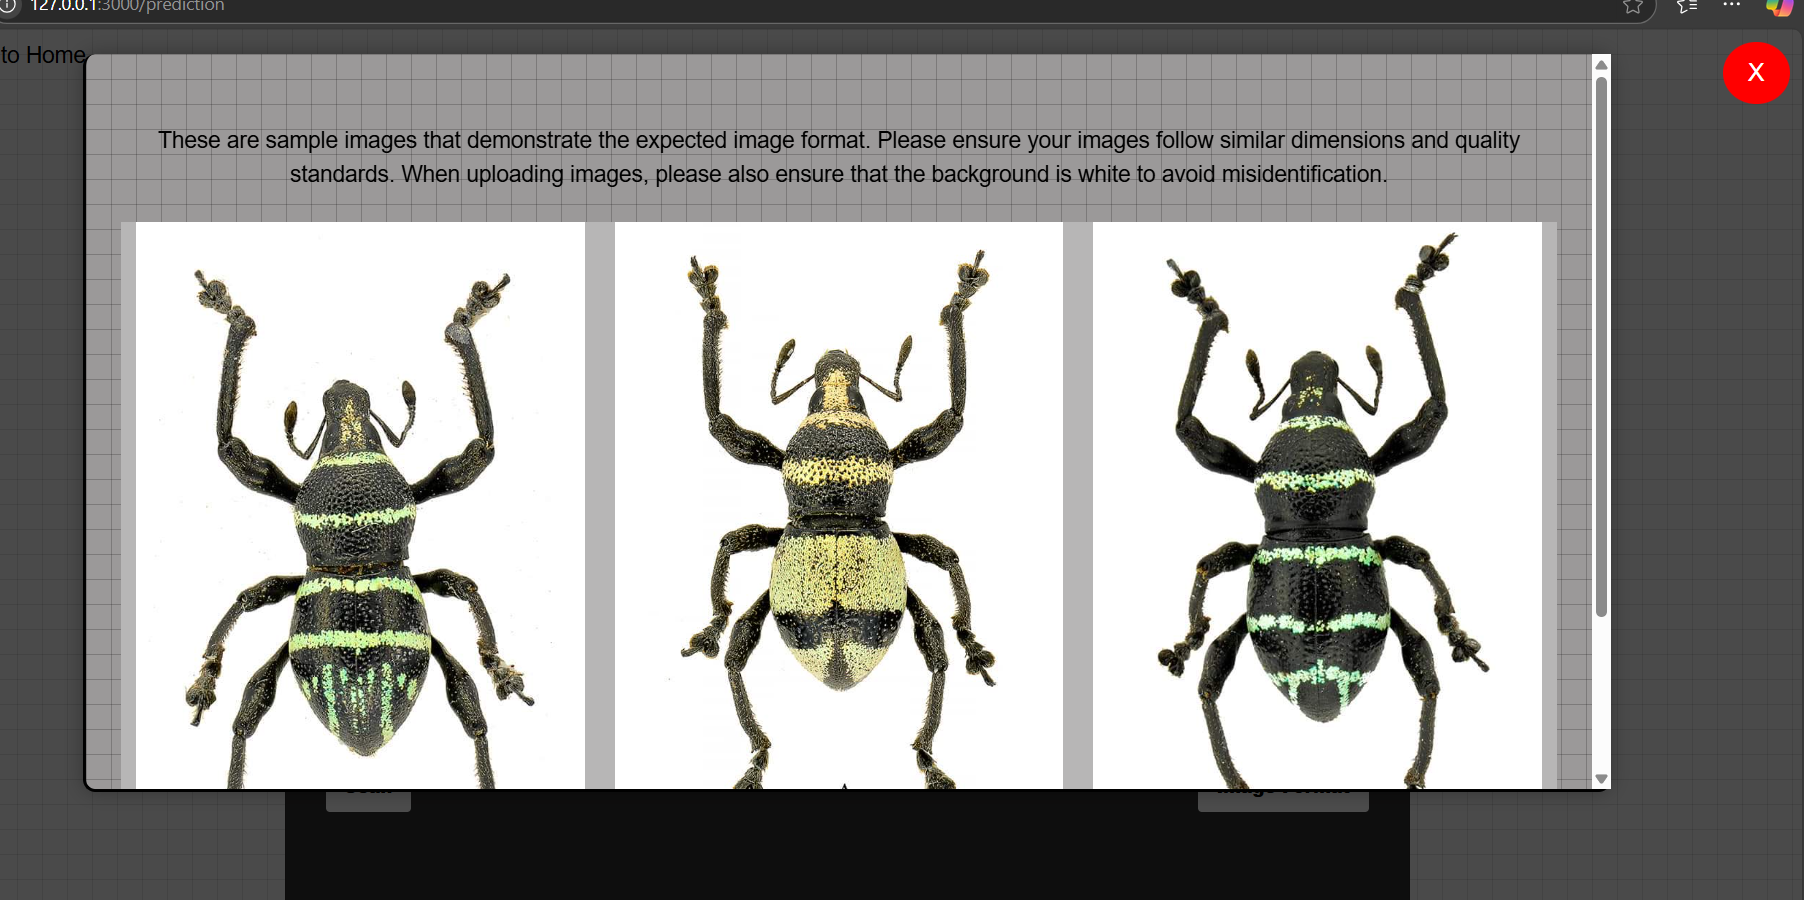 127.0.0.1:3000/prediction
to Home
X
These are sample images that demonstrate the expected image format. Please ensure your images follow similar dimensions and quality
standards. When uploading images, please also ensure that the background is white to avoid misidentification.